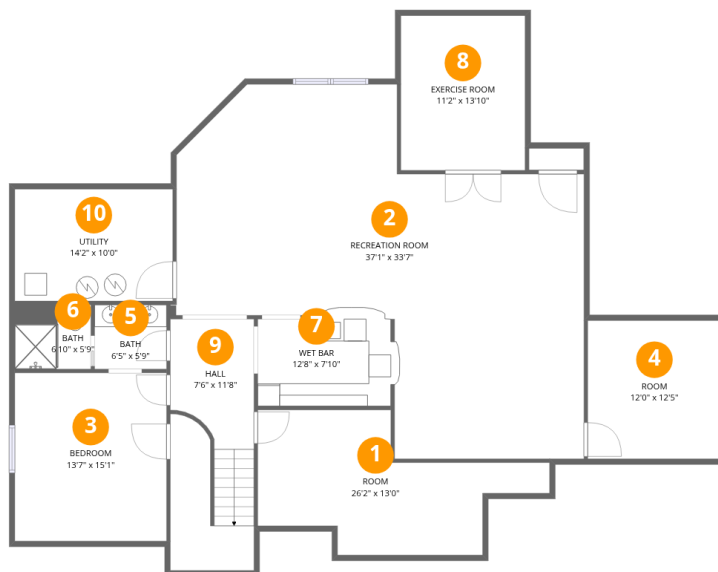 8
EXERCISE ROOM
11'2" x 13'10"
10
UTILITY
14'2" x 10'0"
2
RECREATION ROOM
37'1" x 33'7"
6
BATH
6'10" x 5'9"
5
BATH
6'5" x 5'9"
9
HALL
7'6" x 11'8"
7
WET BAR
12'8" x 7'10"
4
ROOM
12'0" x 12'5"
3
BEDROOM
13'7" x 15'1"
1
ROOM
26'2" x 13'0"